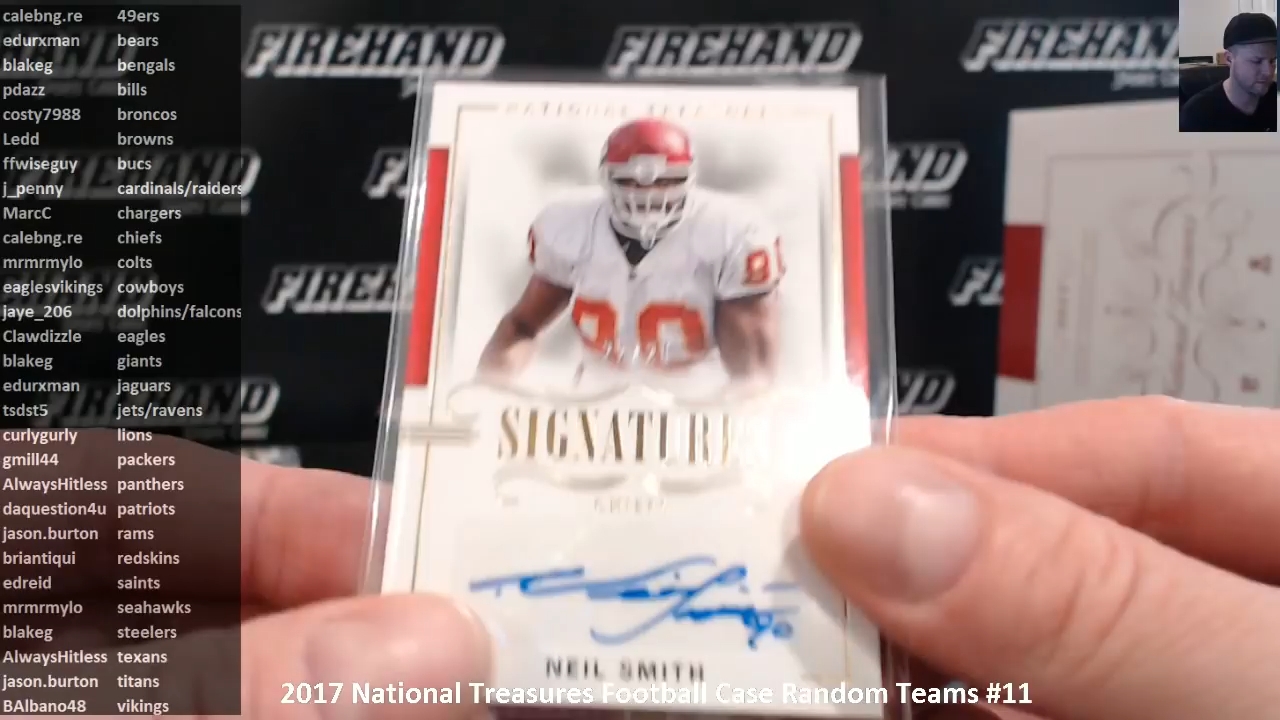 calebng.re 49ers
edurxman bears
blakeg bengals
pdazz bills
costy7988 broncos
Ledd browns
ffwiseguy bucs
j_penny cardinals/raiders
MarcC chargers
calebng.re chiefs
mrmrmylo colts
eaglesvikings cowboys
jaye_206 dolphins/falcons
Clawdizzle eagles
blakeg giants
edurxman jaguars
tsdst5 jets/ravens
curlygurly lions
gmill44 packers
AlwaysHitless panthers
daquestion4u patriots
jason.burton rams
briantiqui redskins
edreid saints
mrmrmylo seahawks
blakeg steelers
AlwaysHitless texans
jason.burton titans
BAlbano48 vikings
FIREHAND FIREHAND FIREHAND
NATIONAL
90
SIGNATURE
CHIEFS
NEIL SMITH
2017 National Treasures Football Case Random Teams #11